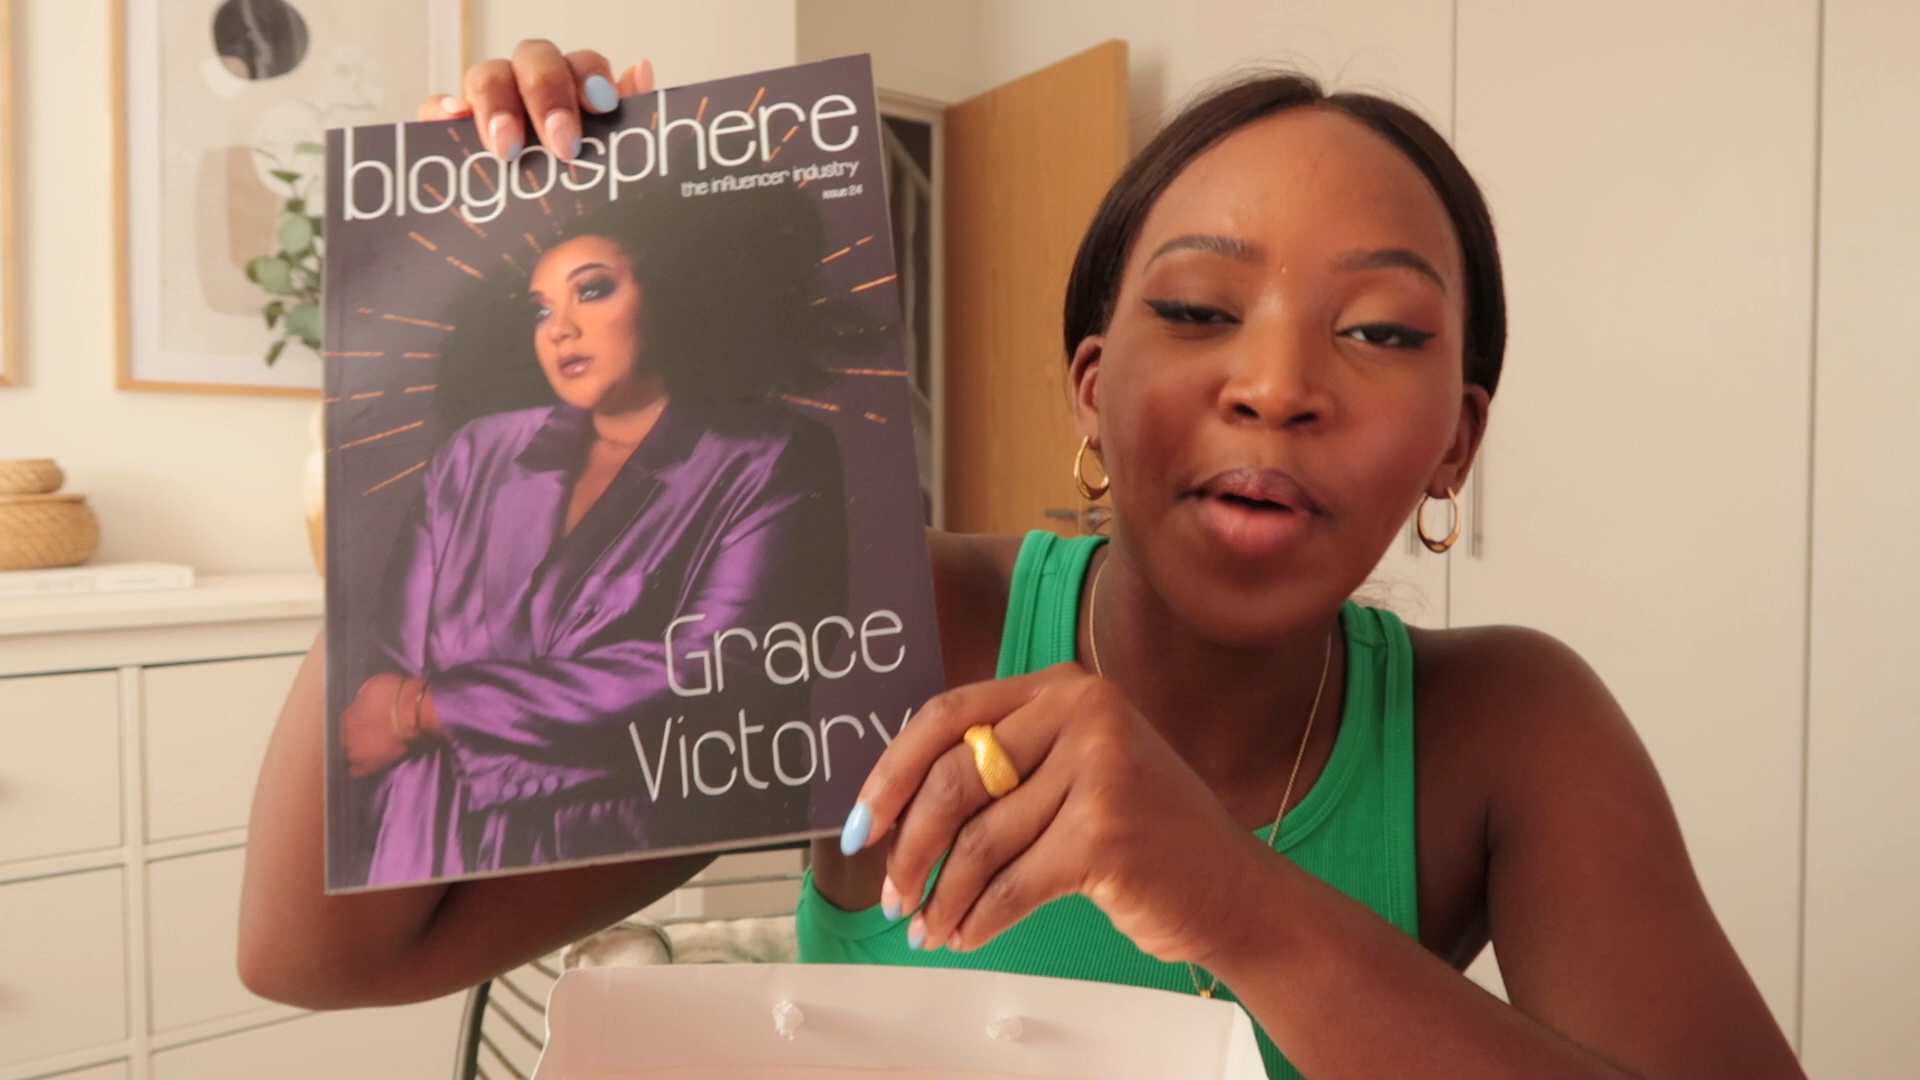 blogosphere
the influencer industry
issue 24
Grace
Victory